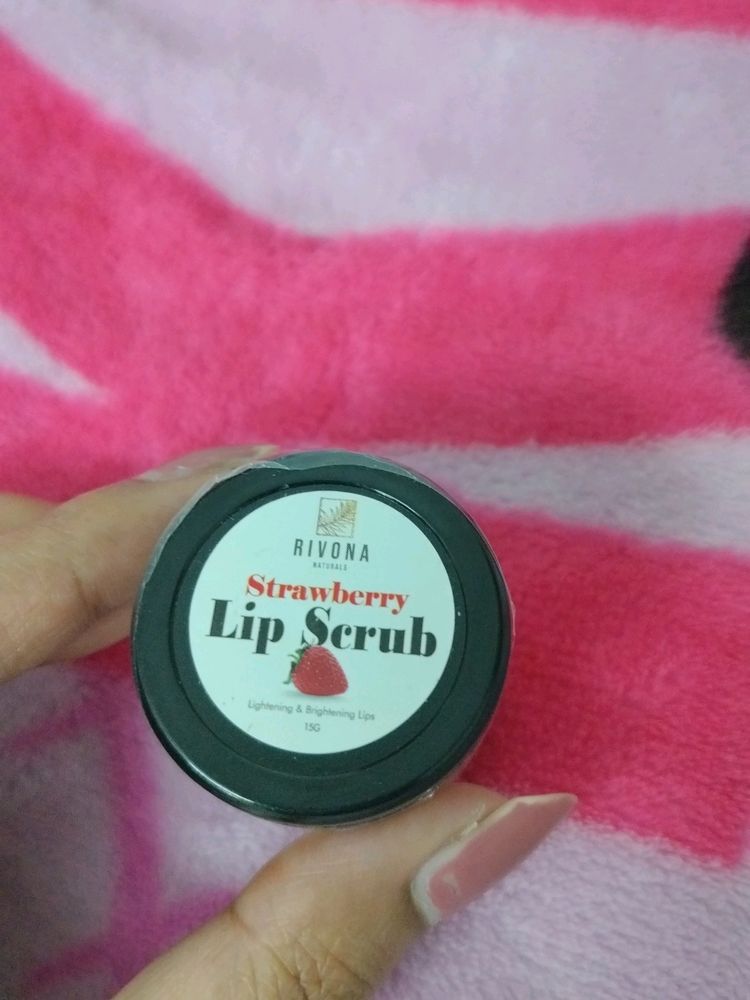 RIVONA
NATURALS
Strawberry
Lip Scrub
Lightening & Brightening Lips
15G